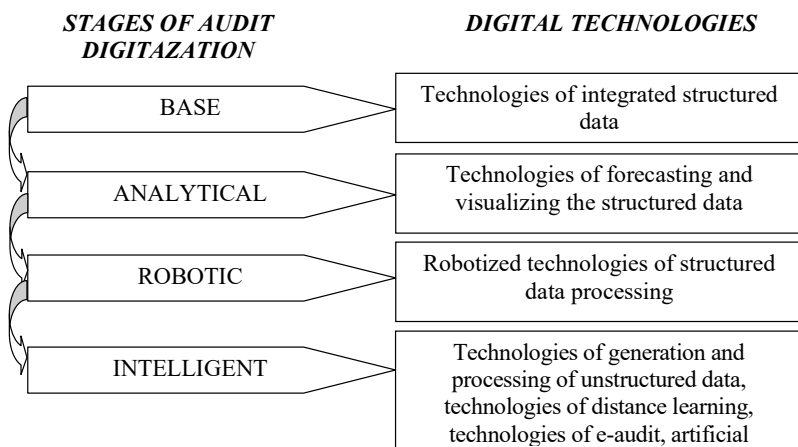 STAGES OF AUDIT
DIGITAZATION
DIGITAL TECHNOLOGIES
BASE
Technologies of integrated structured
data
ANALYTICAL
Technologies of forecasting and
visualizing the structured data
ROBOTIC
Robotized technologies of structured
data processing
INTELLIGENT
Technologies of generation and
processing of unstructured data,
technologies of distance learning,
technologies of e-audit, artificial